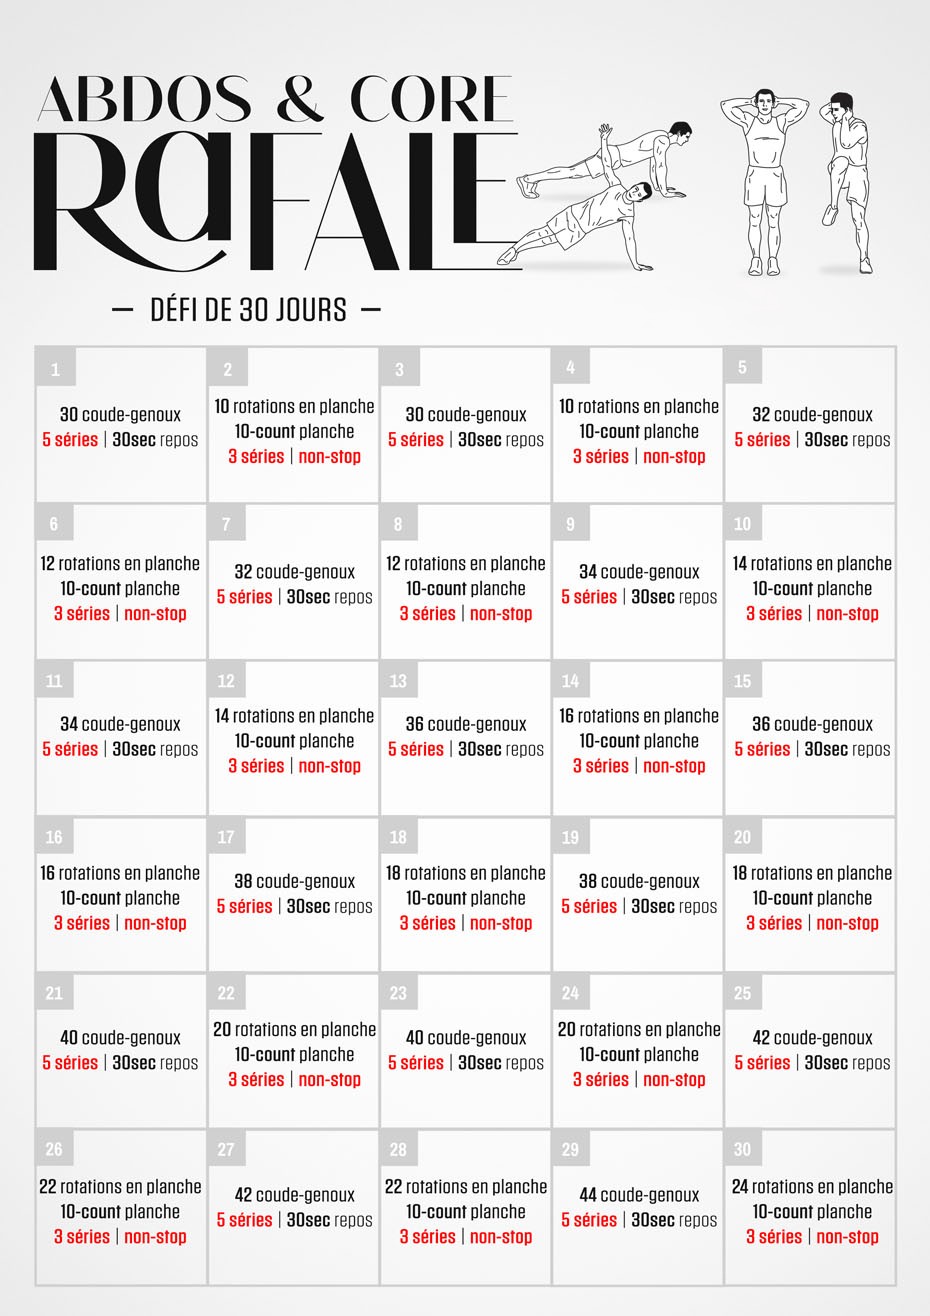 ABDOS & CORE
RAFALE
– DÉFI DE 30 JOURS –
1
30 coude-genoux
5 séries | 30sec repos
2
10 rotations en planche
10-count planche
3 séries | non-stop
3
30 coude-genoux
5 séries | 30sec repos
4
10 rotations en planche
10-count planche
3 séries | non-stop
5
32 coude-genoux
5 séries | 30sec repos
6
12 rotations en planche
10-count planche
3 séries | non-stop
7
32 coude-genoux
5 séries | 30sec repos
8
12 rotations en planche
10-count planche
3 séries | non-stop
9
34 coude-genoux
5 séries | 30sec repos
10
14 rotations en planche
10-count planche
3 séries | non-stop
11
34 coude-genoux
5 séries | 30sec repos
12
14 rotations en planche
10-count planche
3 séries | non-stop
13
36 coude-genoux
5 séries | 30sec repos
14
16 rotations en planche
10-count planche
3 séries | non-stop
15
36 coude-genoux
5 séries | 30sec repos
16
16 rotations en planche
10-count planche
3 séries | non-stop
17
38 coude-genoux
5 séries | 30sec repos
18
18 rotations en planche
10-count planche
3 séries | non-stop
19
38 coude-genoux
5 séries | 30sec repos
20
18 rotations en planche
10-count planche
3 séries | non-stop
21
40 coude-genoux
5 séries | 30sec repos
22
20 rotations en planche
10-count planche
3 séries | non-stop
23
40 coude-genoux
5 séries | 30sec repos
24
20 rotations en planche
10-count planche
3 séries | non-stop
25
42 coude-genoux
5 séries | 30sec repos
26
22 rotations en planche
10-count planche
3 séries | non-stop
27
42 coude-genoux
5 séries | 30sec repos
28
22 rotations en planche
10-count planche
3 séries | non-stop
29
44 coude-genoux
5 séries | 30sec repos
30
24 rotations en planche
10-count planche
3 séries | non-stop